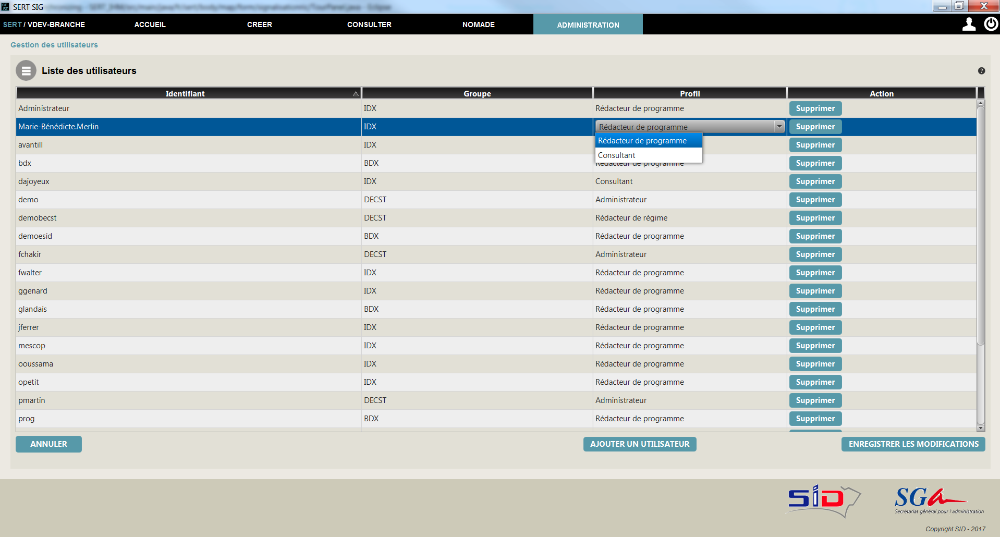 SERT SIG
SERT / VDEV-BRANCHE ACCUEIL CREER CONSULTER NOMADE ADMINISTRATION
Gestion des utilisateurs
Liste des utilisateurs ?
Identifiant Groupe Profil Action
Administrateur IDX Rédacteur de programme Supprimer
Marie-Bénédicte.Merlin IDX Rédacteur de programme Supprimer
Rédacteur de programme
avantill IDX Supprimer
Consultant
bdx BDX Rédacteur de programme Supprimer
dajoyeux IDX Consultant Supprimer
demo DECST Administrateur Supprimer
demobecst DECST Rédacteur de régime Supprimer
demoesid BDX Rédacteur de programme Supprimer
fchakir DECST Administrateur Supprimer
fwalter IDX Rédacteur de programme Supprimer
ggenard IDX Rédacteur de programme Supprimer
glandais BDX Rédacteur de programme Supprimer
jferrer IDX Rédacteur de programme Supprimer
mescop IDX Rédacteur de programme Supprimer
ooussama IDX Rédacteur de programme Supprimer
opetit IDX Rédacteur de programme Supprimer
pmartin DECST Administrateur Supprimer
prog BDX Rédacteur de programme Supprimer
ANNULER AJOUTER UN UTILISATEUR ENREGISTRER LES MODIFICATIONS
SID SGA
Secrétariat général pour l'administration
Copyright SID - 2017